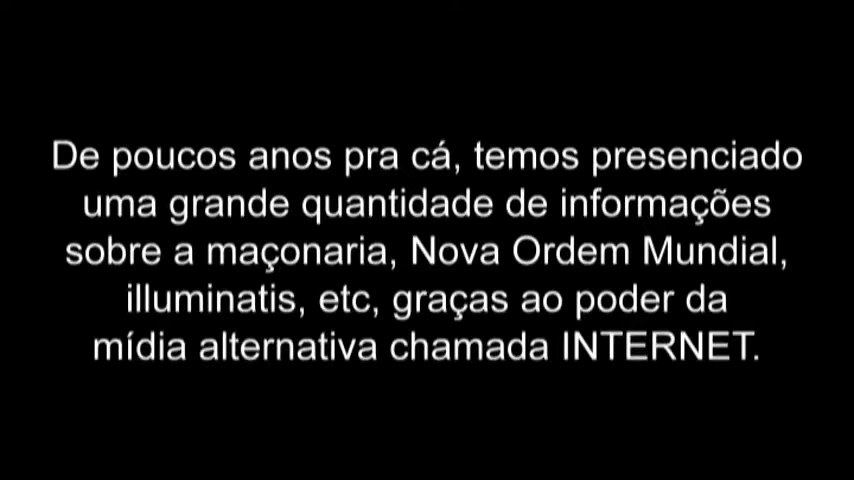 De poucos anos pra cá, temos presenciado
uma grande quantidade de informações
sobre a maçonaria, Nova Ordem Mundial,
illuminatis, etc, graças ao poder da
mídia alternativa chamada INTERNET.